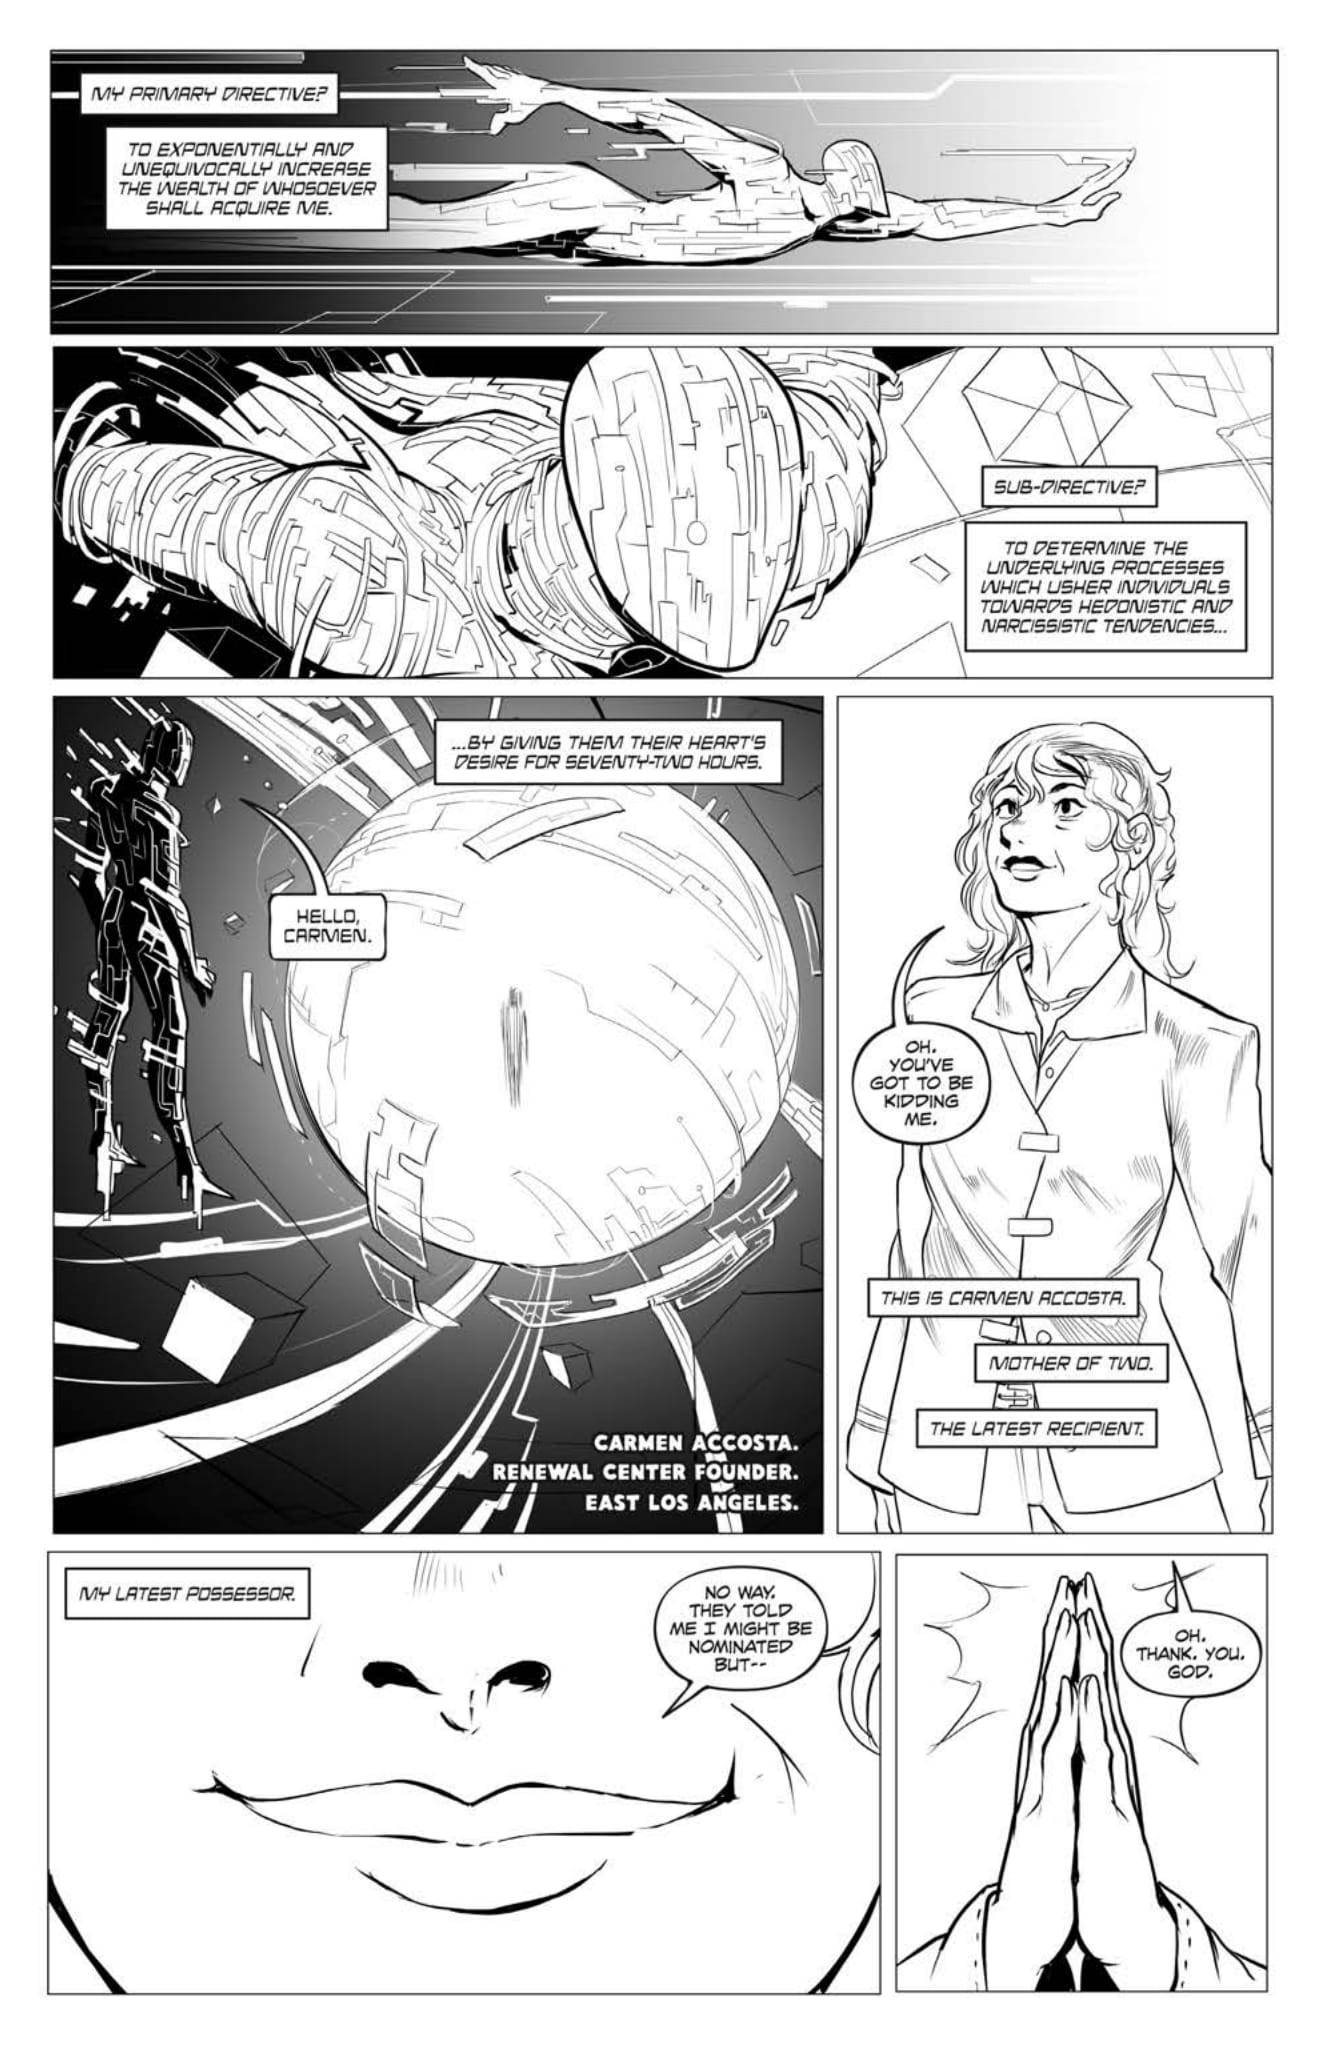 MY PRIMARY DIRECTIVE?
TO EXPONENTIALLY AND
UNEQUIVOCALLY INCREASE
THE WEALTH OF WHOSOEVER
SHALL ACQUIRE ME.
SUB-DIRECTIVE?
TO DETERMINE THE
UNDERLYING PROCESSES
WHICH USHER INDIVIDUALS
TOWARDS HEDONISTIC AND
NARCISSISTIC TENDENCIES...
...BY GIVING THEM THEIR HEART'S
DESIRE FOR SEVENTY-TWO HOURS.
HELLO,
CARMEN.
CARMEN ACCOSTA.
RENEWAL CENTER FOUNDER.
EAST LOS ANGELES.
OH.
YOU'VE
GOT TO BE
KIDDING
ME.
THIS IS CARMEN ACCOSTA.
MOTHER OF TWO.
THE LATEST RECIPIENT.
MY LATEST POSSESSOR.
NO WAY.
THEY TOLD
ME I MIGHT BE
NOMINATED
BUT--
OH.
THANK. YOU.
GOD.